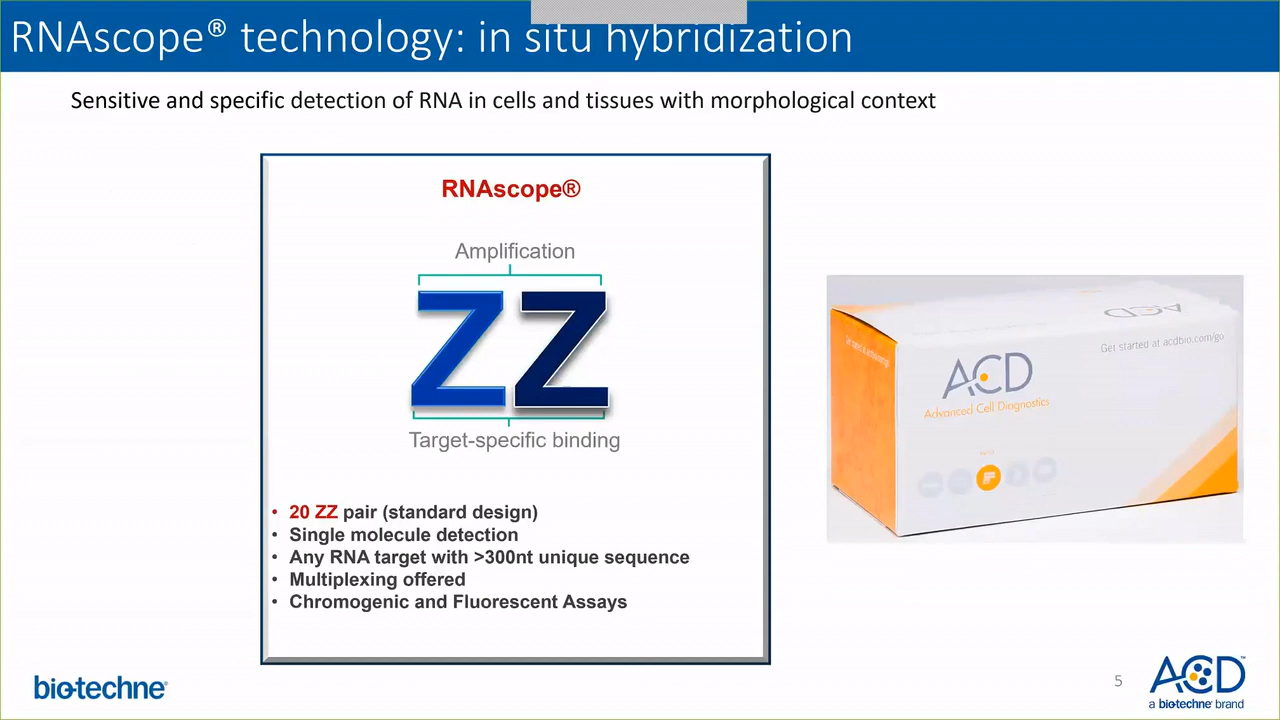 RNAscope® technology: in situ hybridization
Sensitive and specific detection of RNA in cells and tissues with morphological context
RNAscope®
Amplification
ZZ
Target-specific binding
• 20 ZZ pair (standard design)
• Single molecule detection
• Any RNA target with >300nt unique sequence
• Multiplexing offered
• Chromogenic and Fluorescent Assays
ACD
Get started at acdbio.com/go
ACD
Advanced Cell Diagnostics
bio-techne®
5
ACD™
a bio-techne brand